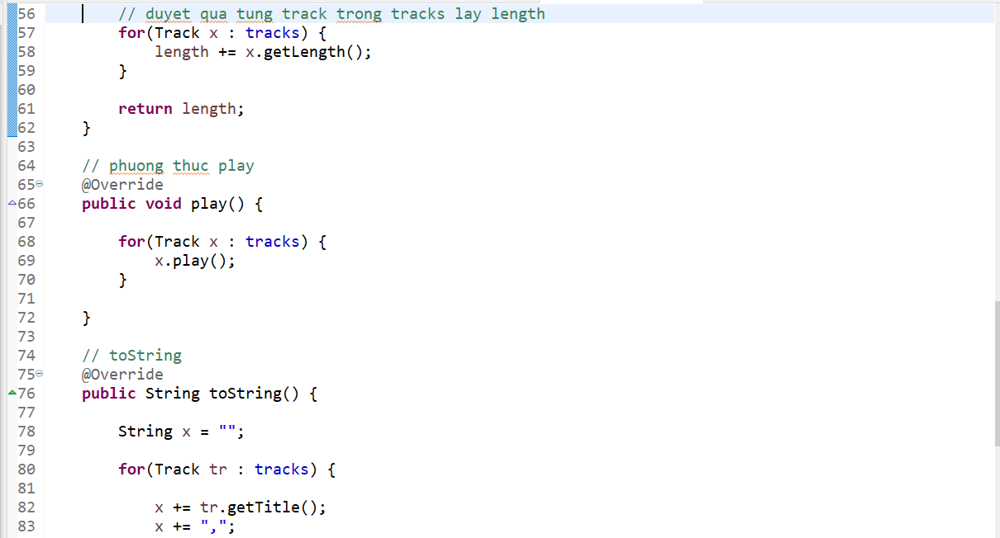 56 // duyet qua tung track trong tracks lay length
57 for(Track x : tracks) {
58 length += x.getLength();
59 }
60
61 return length;
62 }
63
64 // phuong thuc play
65 @Override
66 public void play() {
67
68 for(Track x : tracks) {
69 x.play();
70 }
71
72 }
73
74 // toString
75 @Override
76 public String toString() {
77
78 String x = "";
79
80 for(Track tr : tracks) {
81
82 x += tr.getTitle();
83 x += ",";